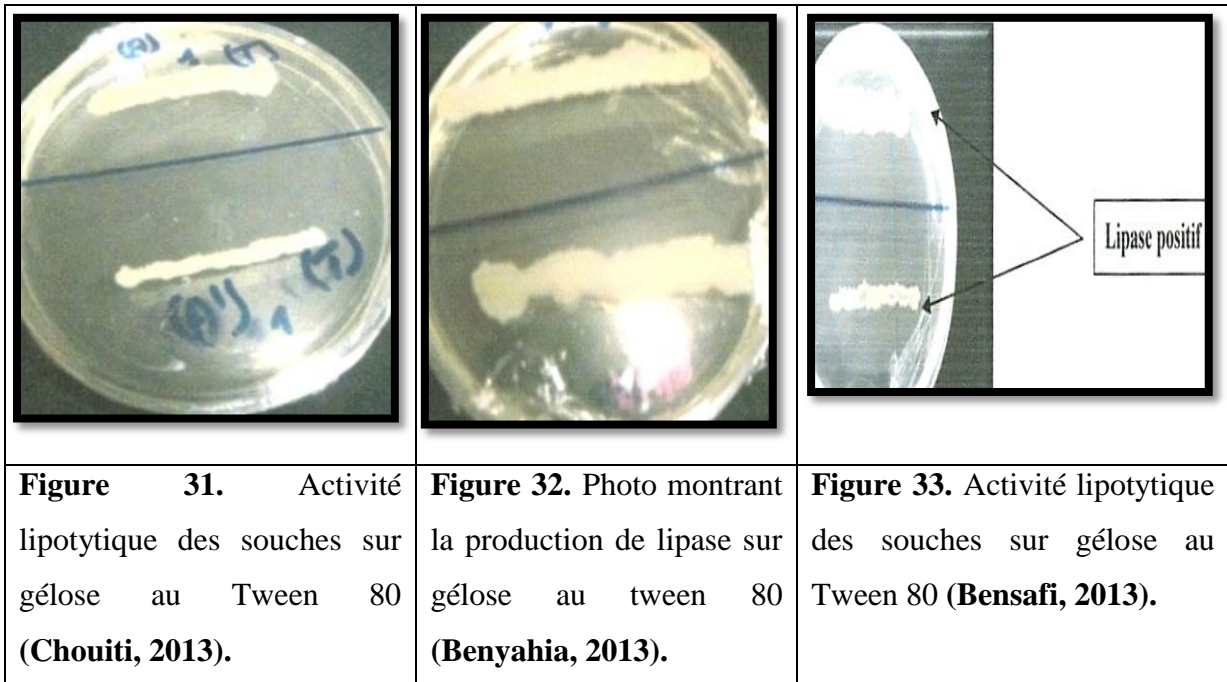 (A) 1 (T)
(A') 1 (T)
Lipase positif
Figure 31. Activité
lipotytique des souches sur
gélose au Tween 80
(Chouiti, 2013).
Figure 32. Photo montrant
la production de lipase sur
gélose au tween 80
(Benyahia, 2013).
Figure 33. Activité lipotytique
des souches sur gélose au
Tween 80 (Bensafi, 2013).